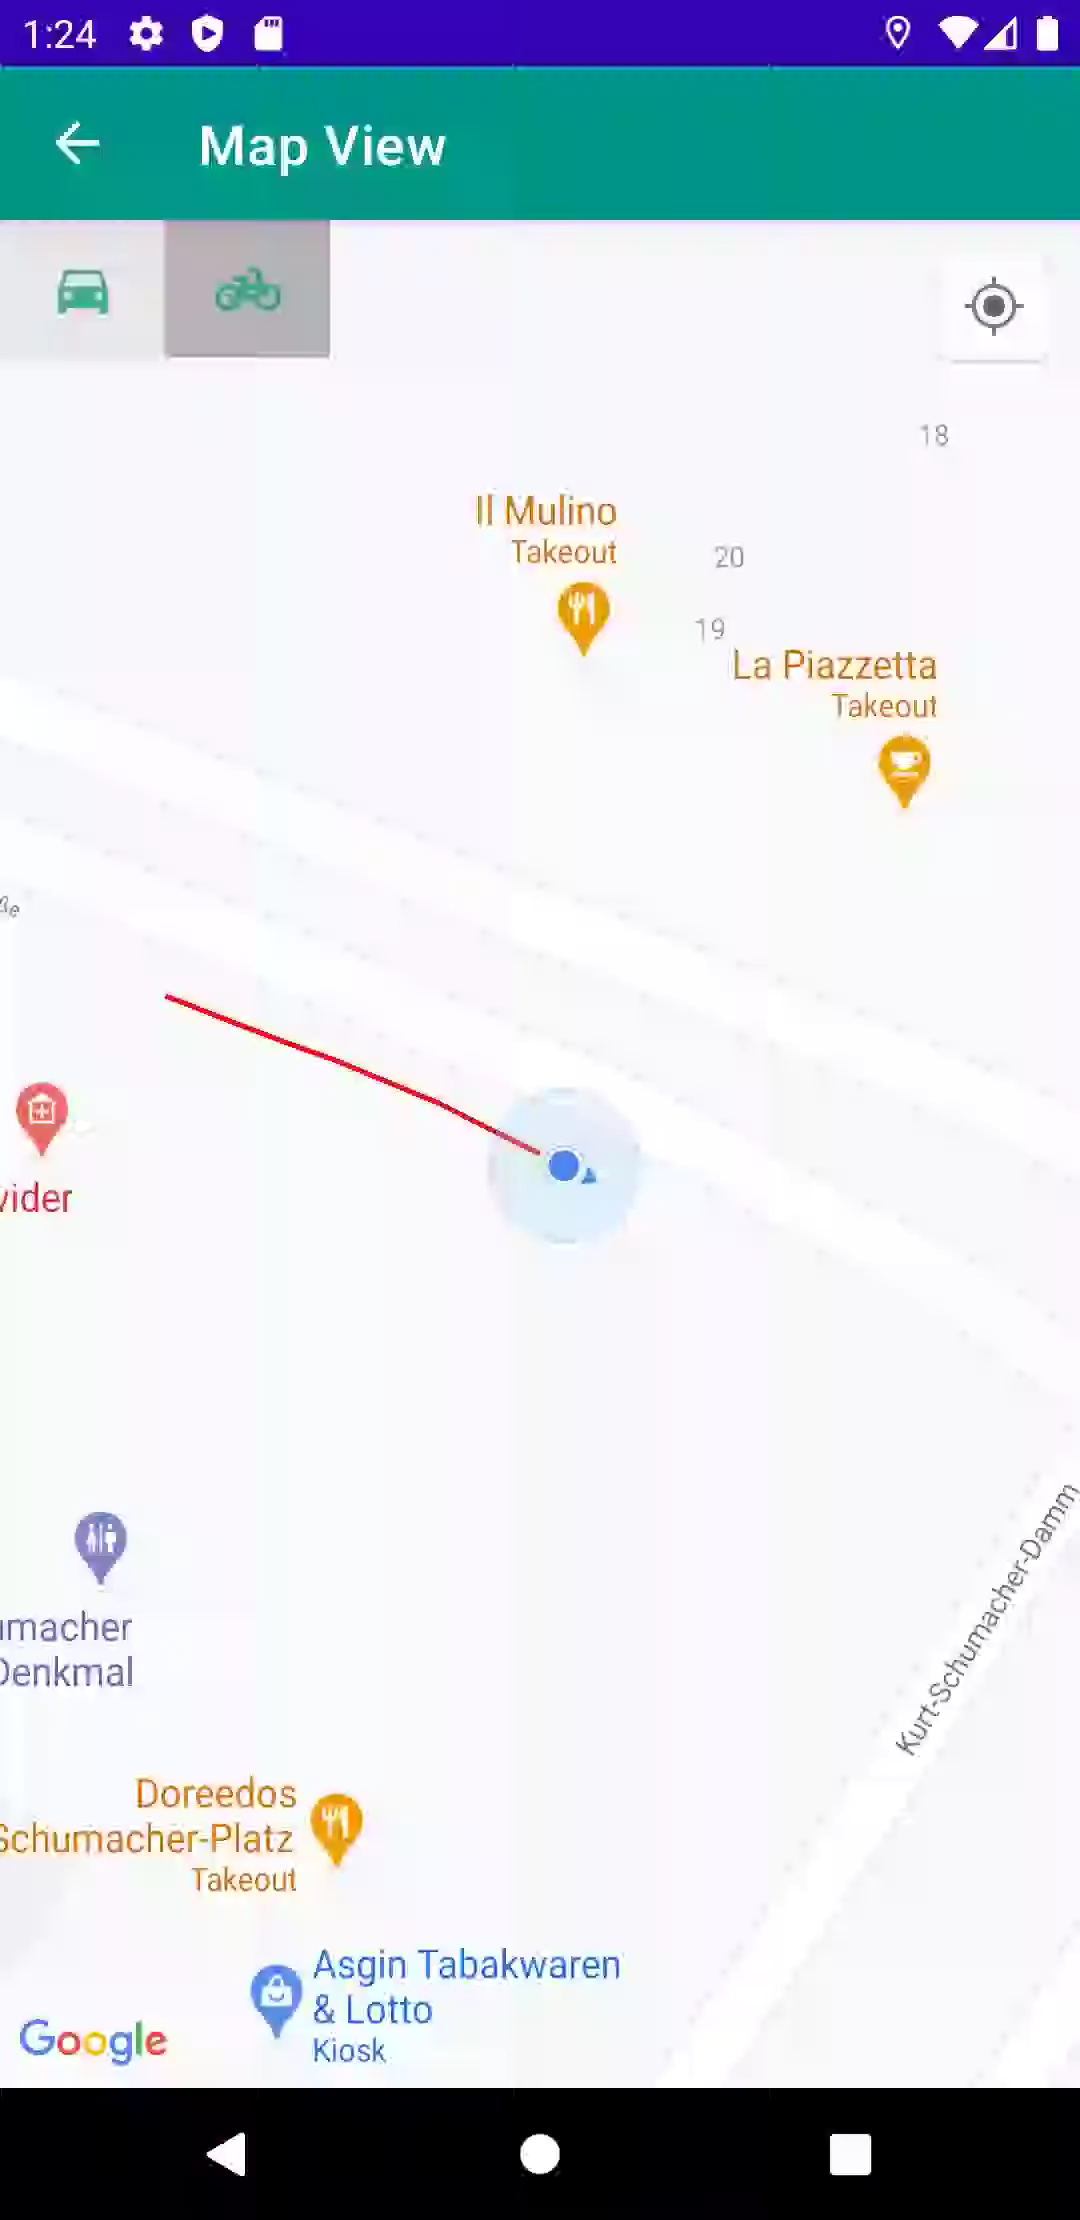 1:24
Map View
18
Il Mulino
Takeout
20
19
La Piazzetta
Takeout
vider
umacher
Denkmal
Kurt-Schumacher-Damm
Doreedos
Schumacher-Platz
Takeout
Asgin Tabakwaren
& Lotto
Kiosk
Google